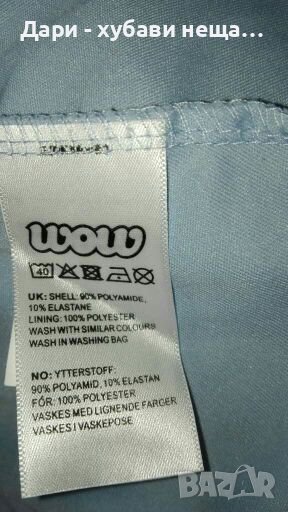 Дари - хубави неща...
wow
40
UK: SHELL: 90% POLYAMIDE,
10% ELASTANE
LINING: 100% POLYESTER
WASH WITH SIMILAR COLOURS
WASH IN WASHING BAG
NO: YTTERSTOFF:
90% POLYAMID, 10% ELASTAN
FÔR: 100% POLYESTER
VASKES MED LIGNENDE FARGER
VASKES I VASKEPOSE
BAZAR